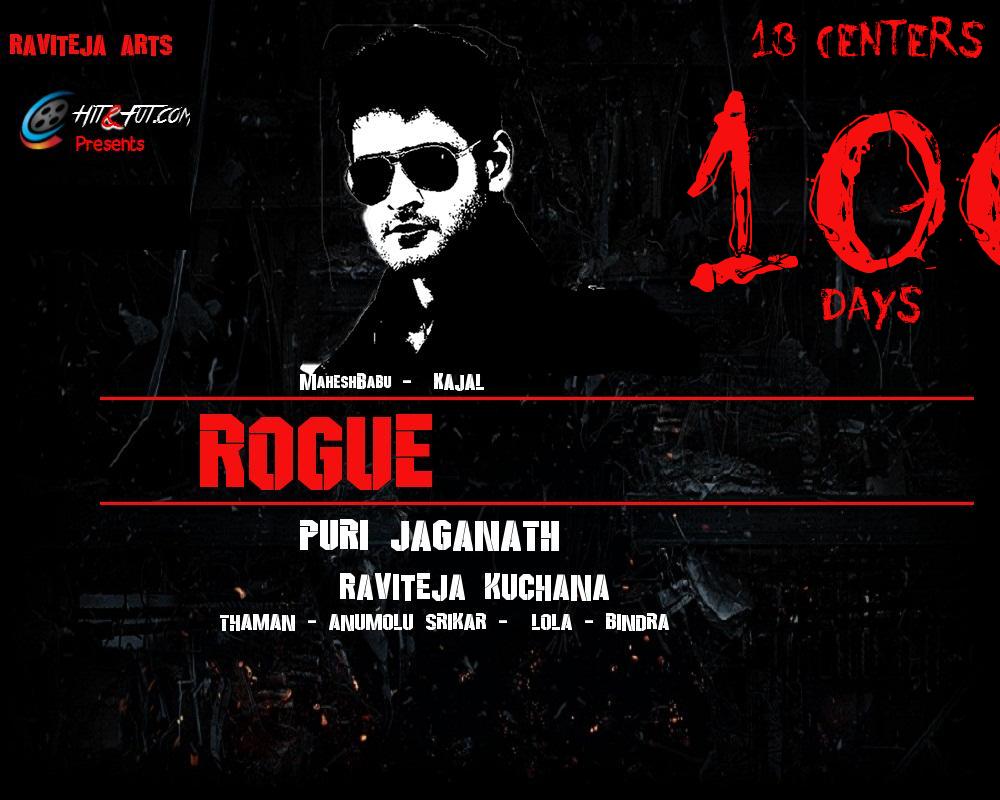 RAVITEJA ARTS
13 CENTERS
HIT&FUT.COM
Presents
100
DAYS
MAHESHBABU - KAJAL
ROGUE
PURI JAGANATH
RAVITEJA KUCHANA
THAMAN - ANUMOLU SRIKAR - LOLA - BINDRA